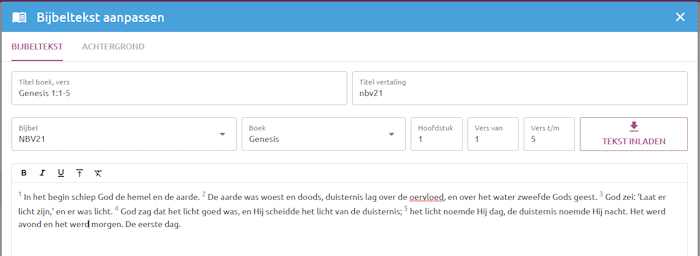 Bijbeltekst aanpassen
BIJBELTEKST ACHTERGROND
Titel boek, vers
Genesis 1:1-5
Titel vertaling
nbv21
Bijbel
NBV21
Boek
Genesis
Hoofdstuk
1
Vers van
1
Vers t/m
5
TEKST INLADEN
B I U T
1 In het begin schiep God de hemel en de aarde. 2 De aarde was woest en doods, duisternis lag over de oervloed, en over het water zweefde Gods geest. 3 God zei: ‘Laat er
licht zijn,’ en er was licht. 4 God zag dat het licht goed was, en Hij scheidde het licht van de duisternis; 5 het licht noemde Hij dag, de duisternis noemde Hij nacht. Het werd
avond en het werd morgen. De eerste dag.